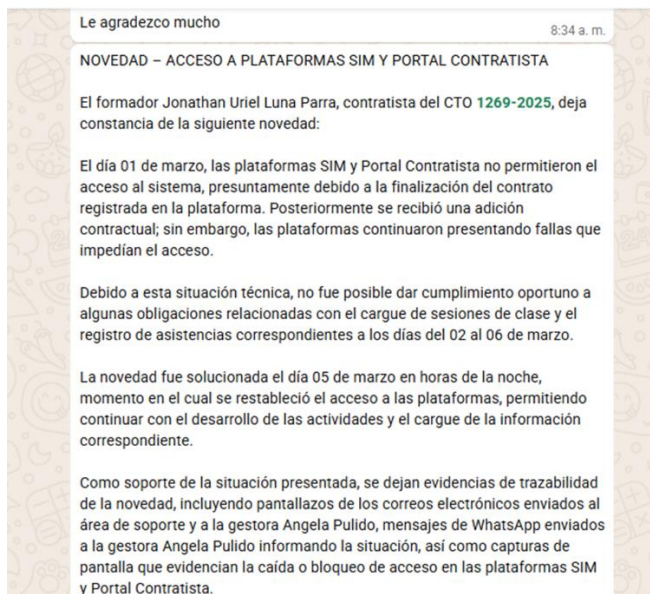 Le agradezco mucho
8:34 a. m.
NOVEDAD – ACCESO A PLATAFORMAS SIM Y PORTAL CONTRATISTA
El formador Jonathan Uriel Luna Parra, contratista del CTO 1269-2025, deja
constancia de la siguiente novedad:
El día 01 de marzo, las plataformas SIM y Portal Contratista no permitieron el
acceso al sistema, presuntamente debido a la finalización del contrato
registrada en la plataforma. Posteriormente se recibió una adición
contractual; sin embargo, las plataformas continuaron presentando fallas que
impedían el acceso.
Debido a esta situación técnica, no fue posible dar cumplimiento oportuno a
algunas obligaciones relacionadas con el cargue de sesiones de clase y el
registro de asistencias correspondientes a los días del 02 al 06 de marzo.
La novedad fue solucionada el día 05 de marzo en horas de la noche,
momento en el cual se restableció el acceso a las plataformas, permitiendo
continuar con el desarrollo de las actividades y el cargue de la información
correspondiente.
Como soporte de la situación presentada, se dejan evidencias de trazabilidad
de la novedad, incluyendo pantallazos de los correos electrónicos enviados al
área de soporte y a la gestora Angela Pulido, mensajes de WhatsApp enviados
a la gestora Angela Pulido informando la situación, así como capturas de
pantalla que evidencian la caída o bloqueo de acceso en las plataformas SIM
y Portal Contratista.